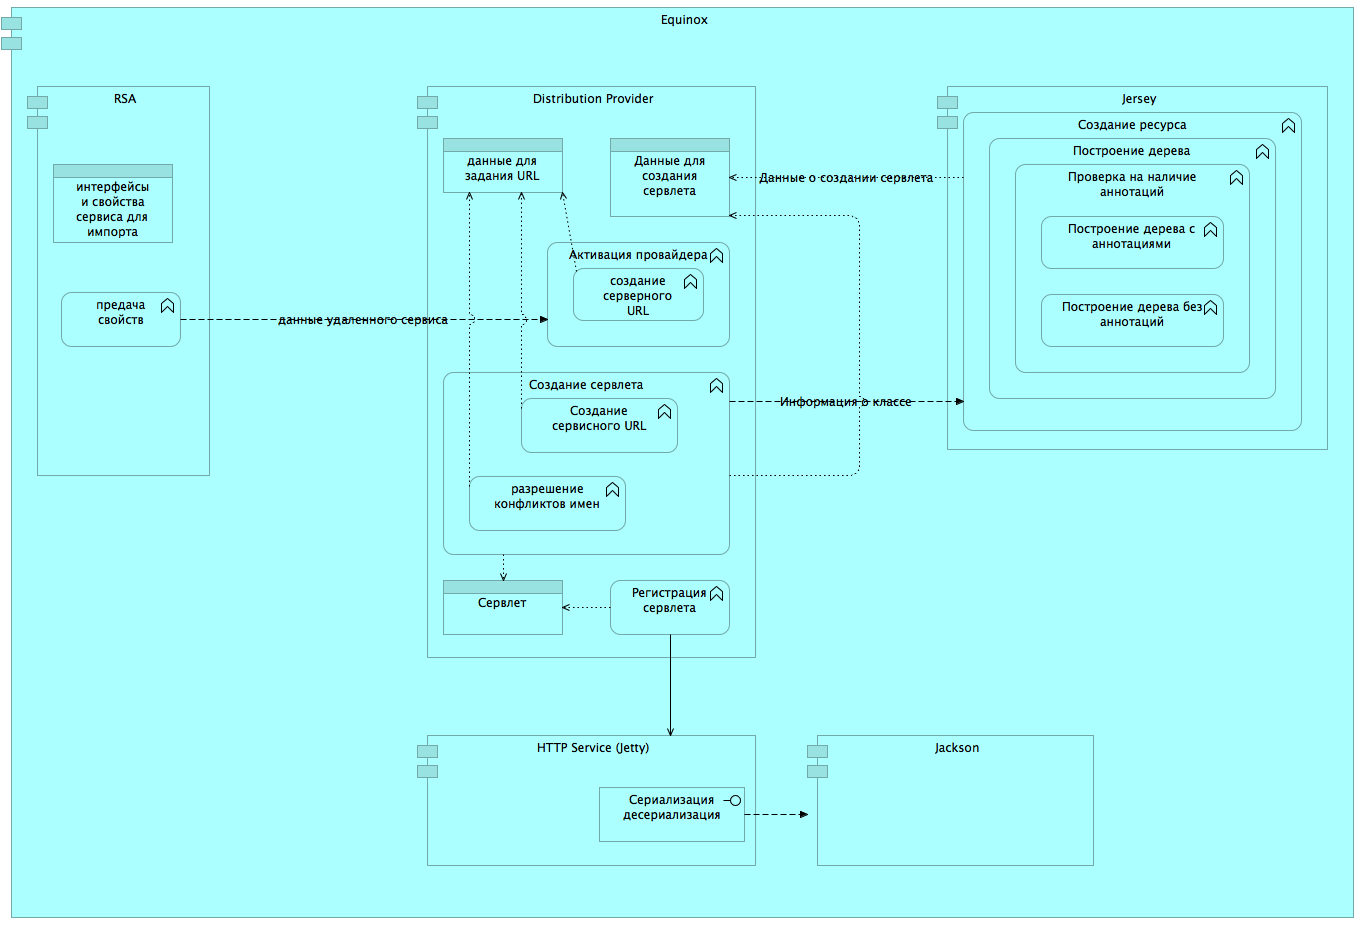 Equinox
RSA
интерфейсы
и свойства
сервиса для
импорта
предача
свойств
данные удаленного сервиса
Distribution Provider
данные для
задания URL
Данные для
создания
сервлета
Активация провайдера
создание
серверного
URL
Создание сервлета
Создание
сервисного URL
разрешение
конфликтов имен
Сервлет
Регистрация
сервлета
Данные о создании сервлета
Информация о классе
Jersey
Создание ресурса
Построение дерева
Проверка на наличие
аннотаций
Построение дерева с
аннотациями
Построение дерева без
аннотаций
HTTP Service (Jetty)
Сериализация
десериализация
Jackson